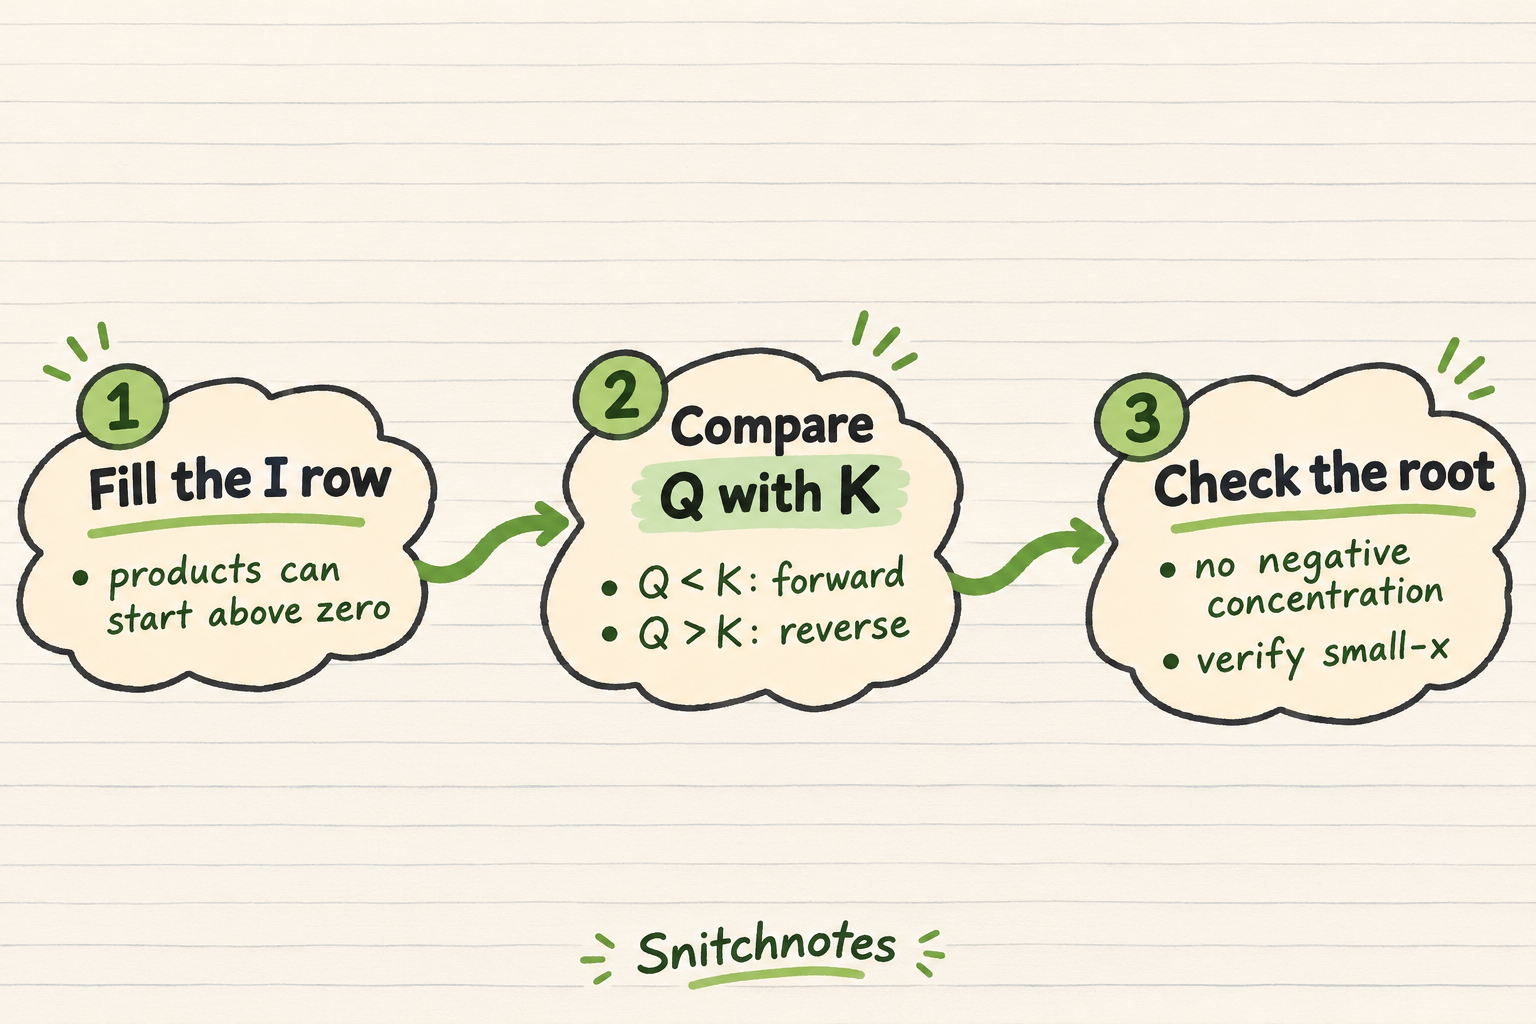 1
Fill the I row
• products can
start above zero
2
Compare
Q with K
• Q < K: forward
• Q > K: reverse
3
Check the root
• no negative
concentration
• verify small-x
Snitchnotes